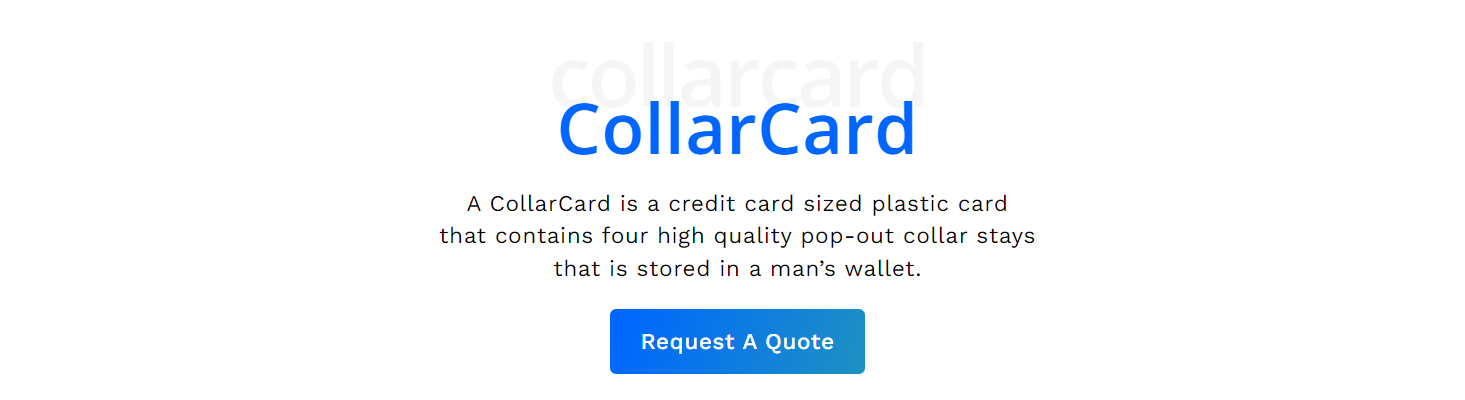 collarcard
CollarCard
A CollarCard is a credit card sized plastic card
that contains four high quality pop-out collar stays
that is stored in a man’s wallet.
Request A Quote